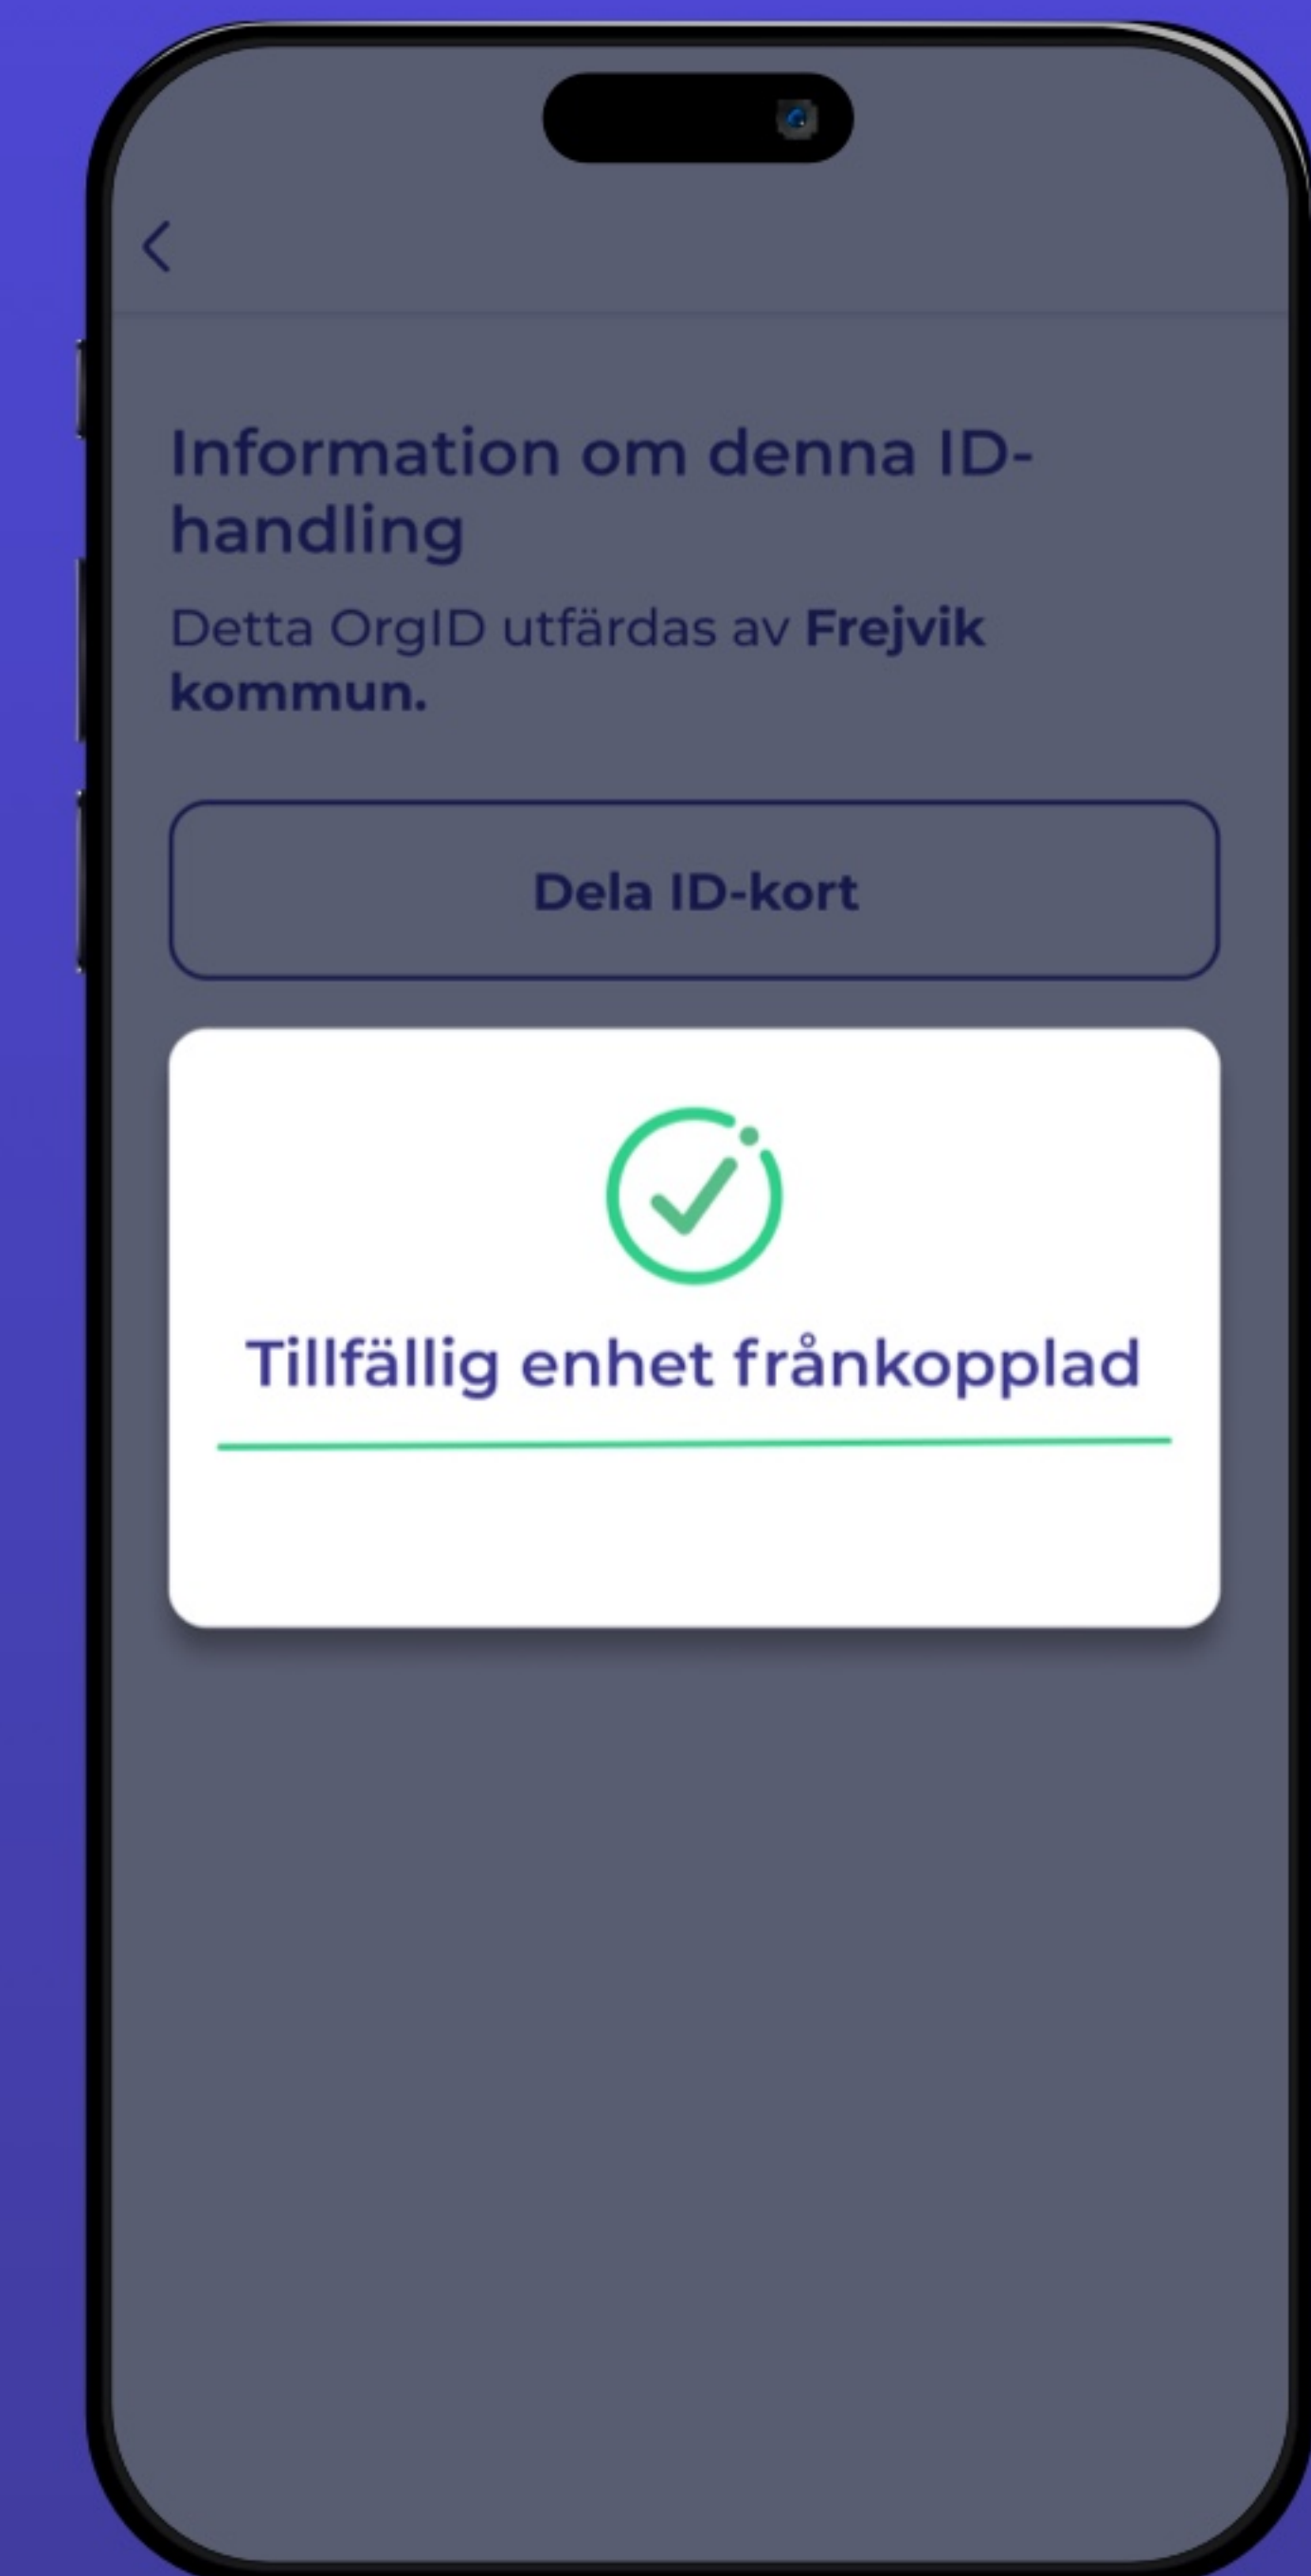 Information om denna ID-
handling
Detta OrgID utfärdas av Frejvik
kommun.
Dela ID-kort
Tillfällig enhet frånkopplad